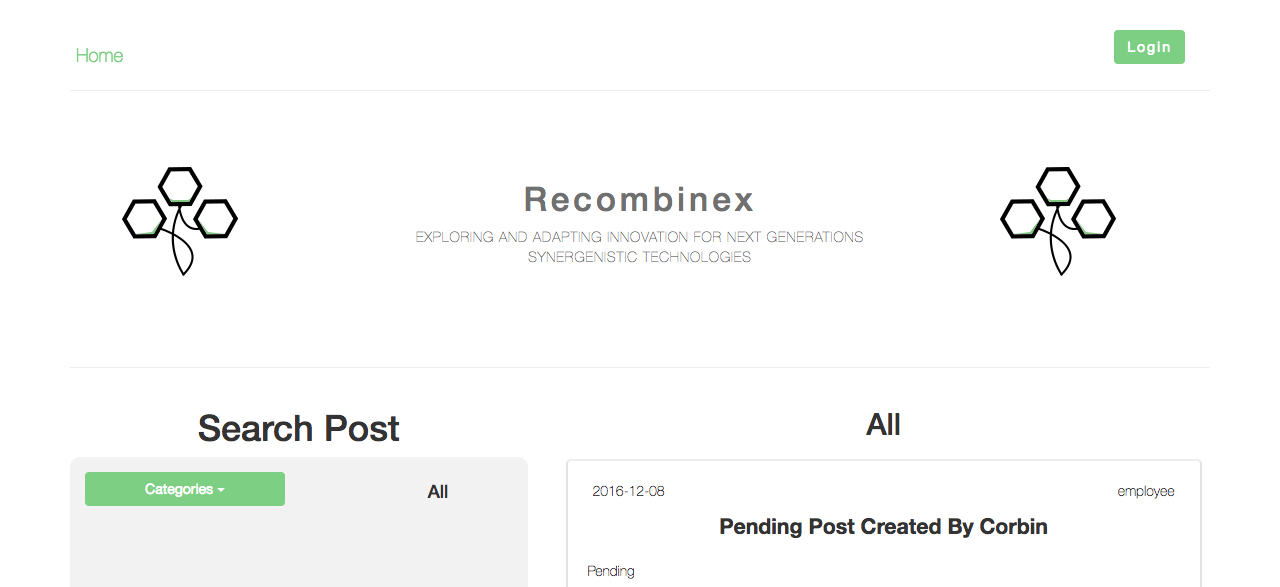 Home
Login
Recombinex
EXPLORING AND ADAPTING INNOVATION FOR NEXT GENERATIONS
SYNERGENISTIC TECHNOLOGIES
Search Post
All
Categories
All
2016-12-08
employee
Pending Post Created By Corbin
Pending